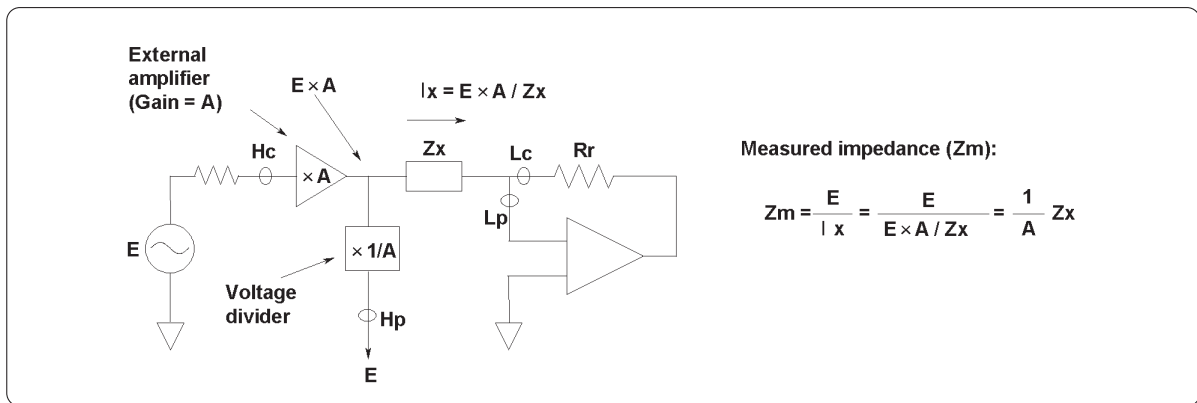 External
amplifier
(Gain = A)
E × A
Ix = E × A / Zx
Hc
× A
Zx
Lc
Rr
Lp
E
× 1/A
Voltage
divider
Hp
E
Measured impedance (Zm):
Zm = E / Ix = E / (E × A / Zx) = 1 / A Zx